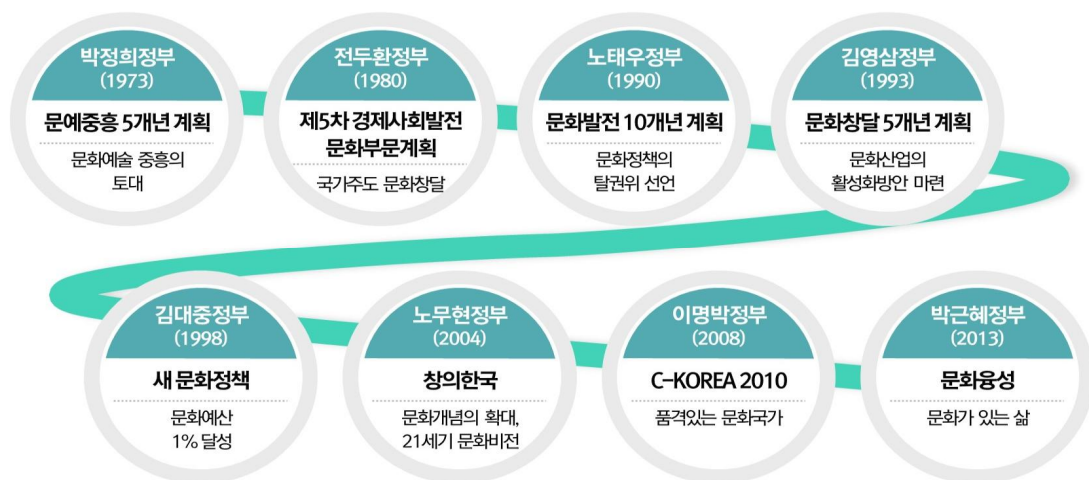 박정희정부
(1973)
문예중흥 5개년 계획
문화예술 중흥의
토대
전두환정부
(1980)
제5차 경제사회발전
문화부문계획
국가주도 문화창달
노태우정부
(1990)
문화발전 10개년 계획
문화정책의
탈권위 선언
김영삼정부
(1993)
문화창달 5개년 계획
문화산업의
활성화방안 마련
김대중정부
(1998)
새 문화정책
문화예산
1% 달성
노무현정부
(2004)
창의한국
문화개념의 확대,
21세기 문화비전
이명박정부
(2008)
C-KOREA 2010
품격있는 문화국가
박근혜정부
(2013)
문화융성
문화가 있는 삶